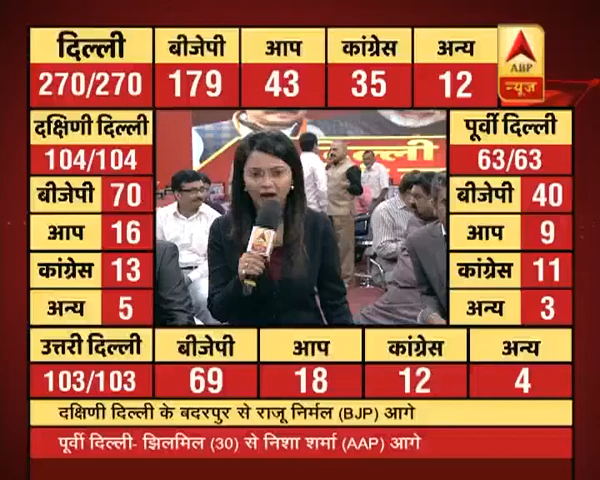 दिल्ली बीजेपी आप कांग्रेस अन्य
270/270 179 43 35 12
ABP
न्यूज़
दक्षिणी दिल्ली
104/104
बीजेपी 70
आप 16
कांग्रेस 13
अन्य 5
दिल्ली
पूर्वी दिल्ली
63/63
बीजेपी 40
आप 9
कांग्रेस 11
अन्य 3
उत्तरी दिल्ली बीजेपी आप कांग्रेस अन्य
103/103 69 18 12 4
दक्षिणी दिल्ली के बदरपुर से राजू निर्मल (BJP) आगे
पूर्वी दिल्ली- झिलमिल (30) से निशा शर्मा (AAP) आगे